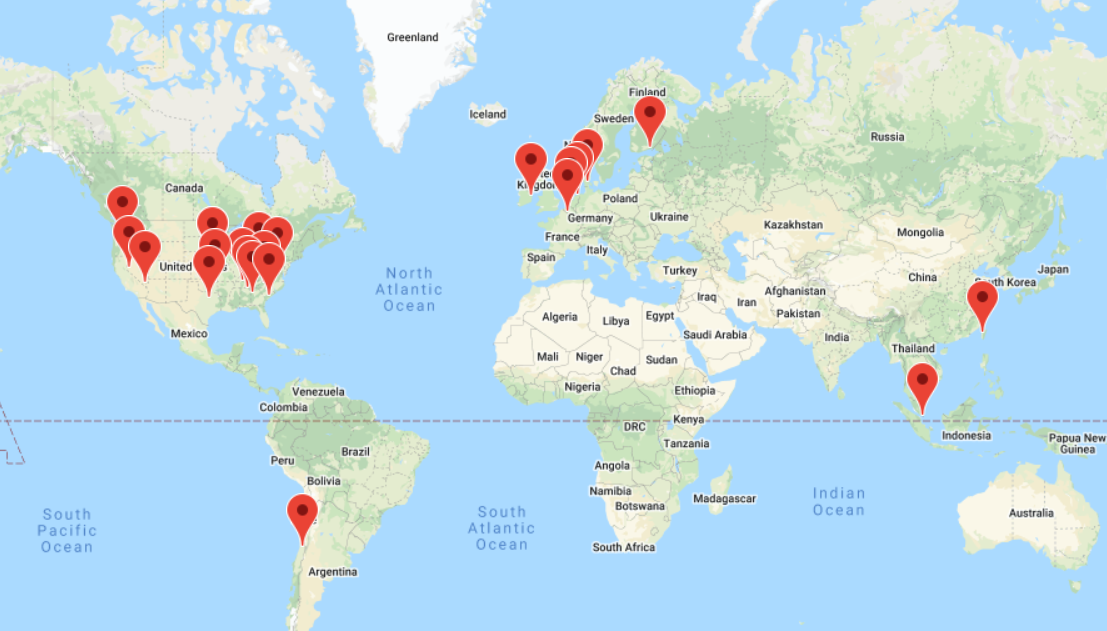 Greenland
Iceland
Finland
Sweden
Russia
Canada
Kingdo
Poland
Germany
Ukraine
France
Kazakhstan
Mongolia
Italy
Spain
United
Turkey
China
Japan
North
Atlantic
Ocean
South Korea
Iraq
Iran
Afghanistan
Pakistan
Algeria
Libya
Egypt
Saudi Arabia
India
Mexico
Thailand
Mali
Niger
Chad
Sudan
Nigeria
Ethiopia
Venezuela
Colombia
DRC
Kenya
Tanzania
Indonesia
Papua New
Guinea
Peru
Brazil
Bolivia
Angola
Namibia
Botswana
Madagascar
Indian
Ocean
South
Pacific
Ocean
South
Atlantic
Ocean
Australia
South Africa
Argentina